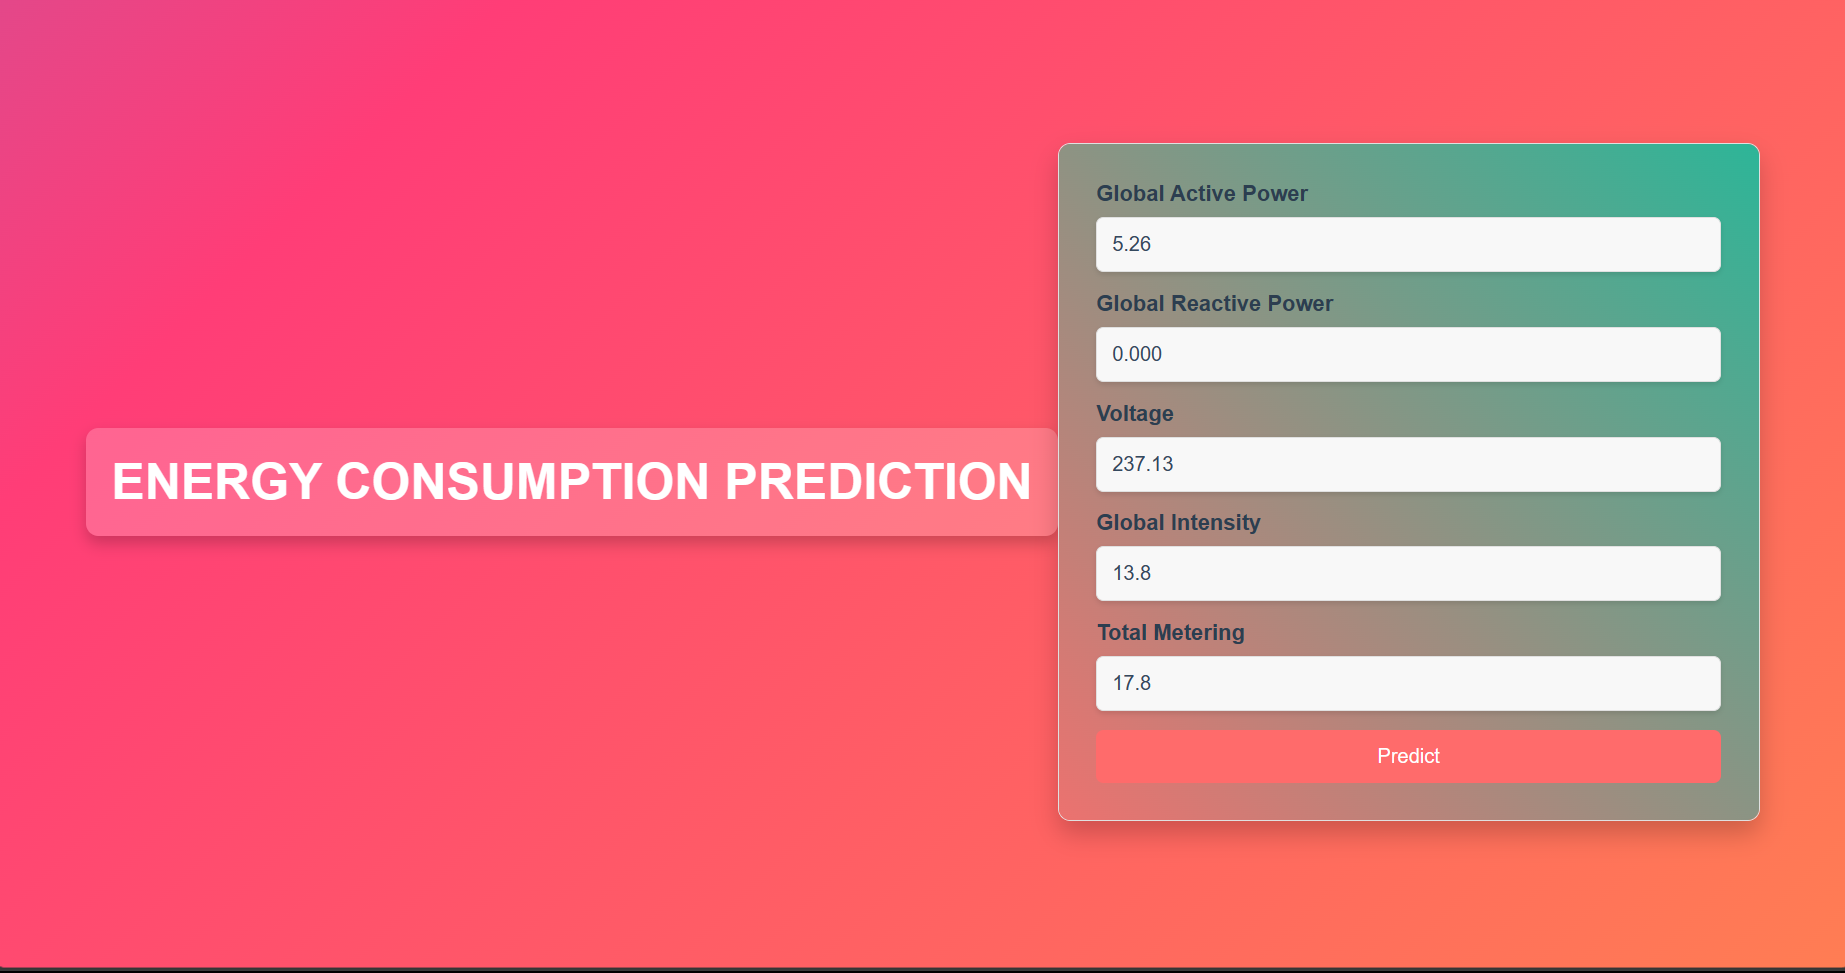 ENERGY CONSUMPTION PREDICTION
Global Active Power
5.26
Global Reactive Power
0.000
Voltage
237.13
Global Intensity
13.8
Total Metering
17.8
Predict